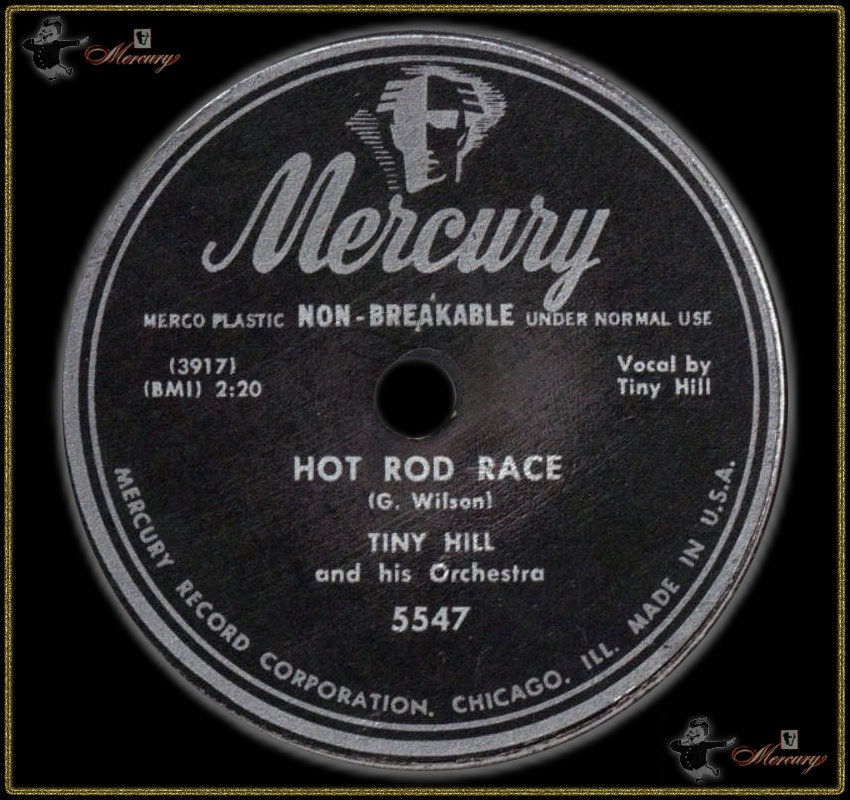 Mercury
Mercury
MERCO PLASTIC NON-BREAKABLE UNDER NORMAL USE
(3917)
(BMI) 2:20
Vocal by
Tiny Hill
HOT ROD RACE
(G. Wilson)
TINY HILL
and his Orchestra
5547
MERCURY RECORD CORPORATION. CHICAGO. ILL. MADE IN U.S.A.
Mercury